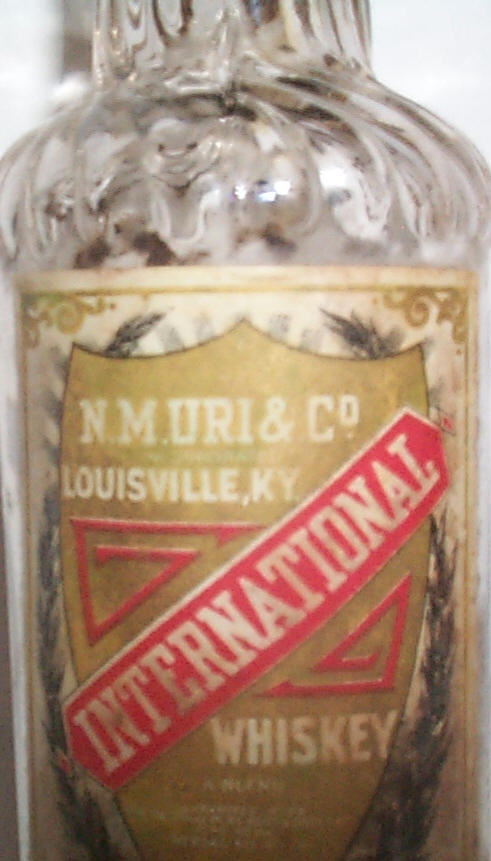 N.M.URI & Cº
LOUISVILLE, KY.
INTERNATIONAL
WHISKEY
A BLEND